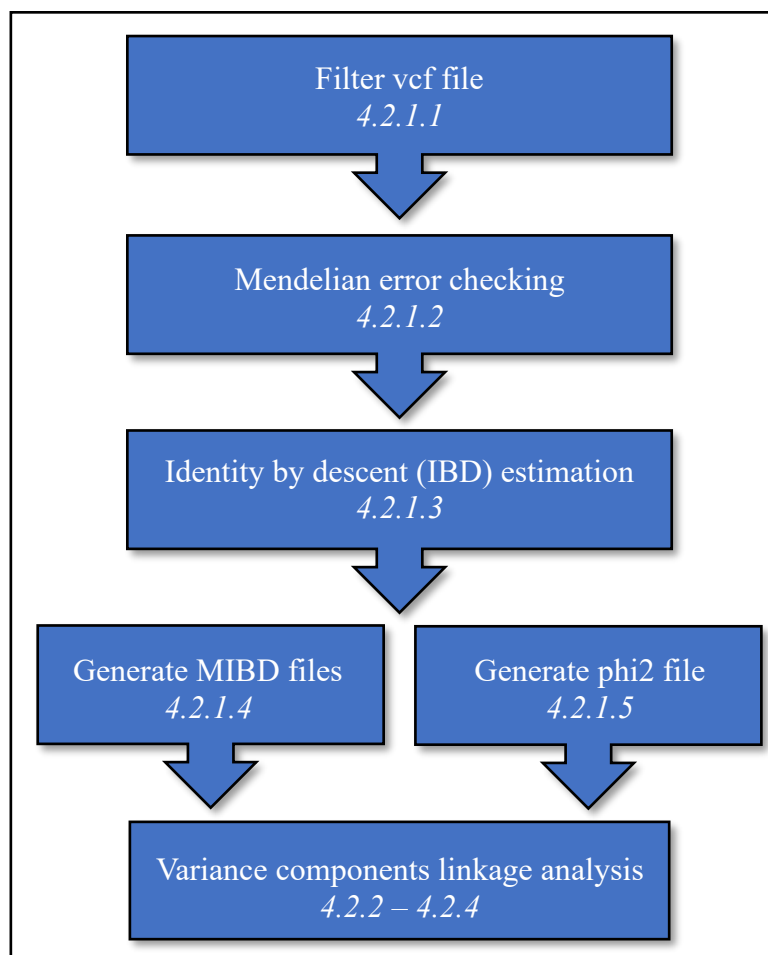 Filter vcf file
4.2.1.1
Mendelian error checking
4.2.1.2
Identity by descent (IBD) estimation
4.2.1.3
Generate MIBD files
4.2.1.4
Generate phi2 file
4.2.1.5
Variance components linkage analysis
4.2.2 – 4.2.4